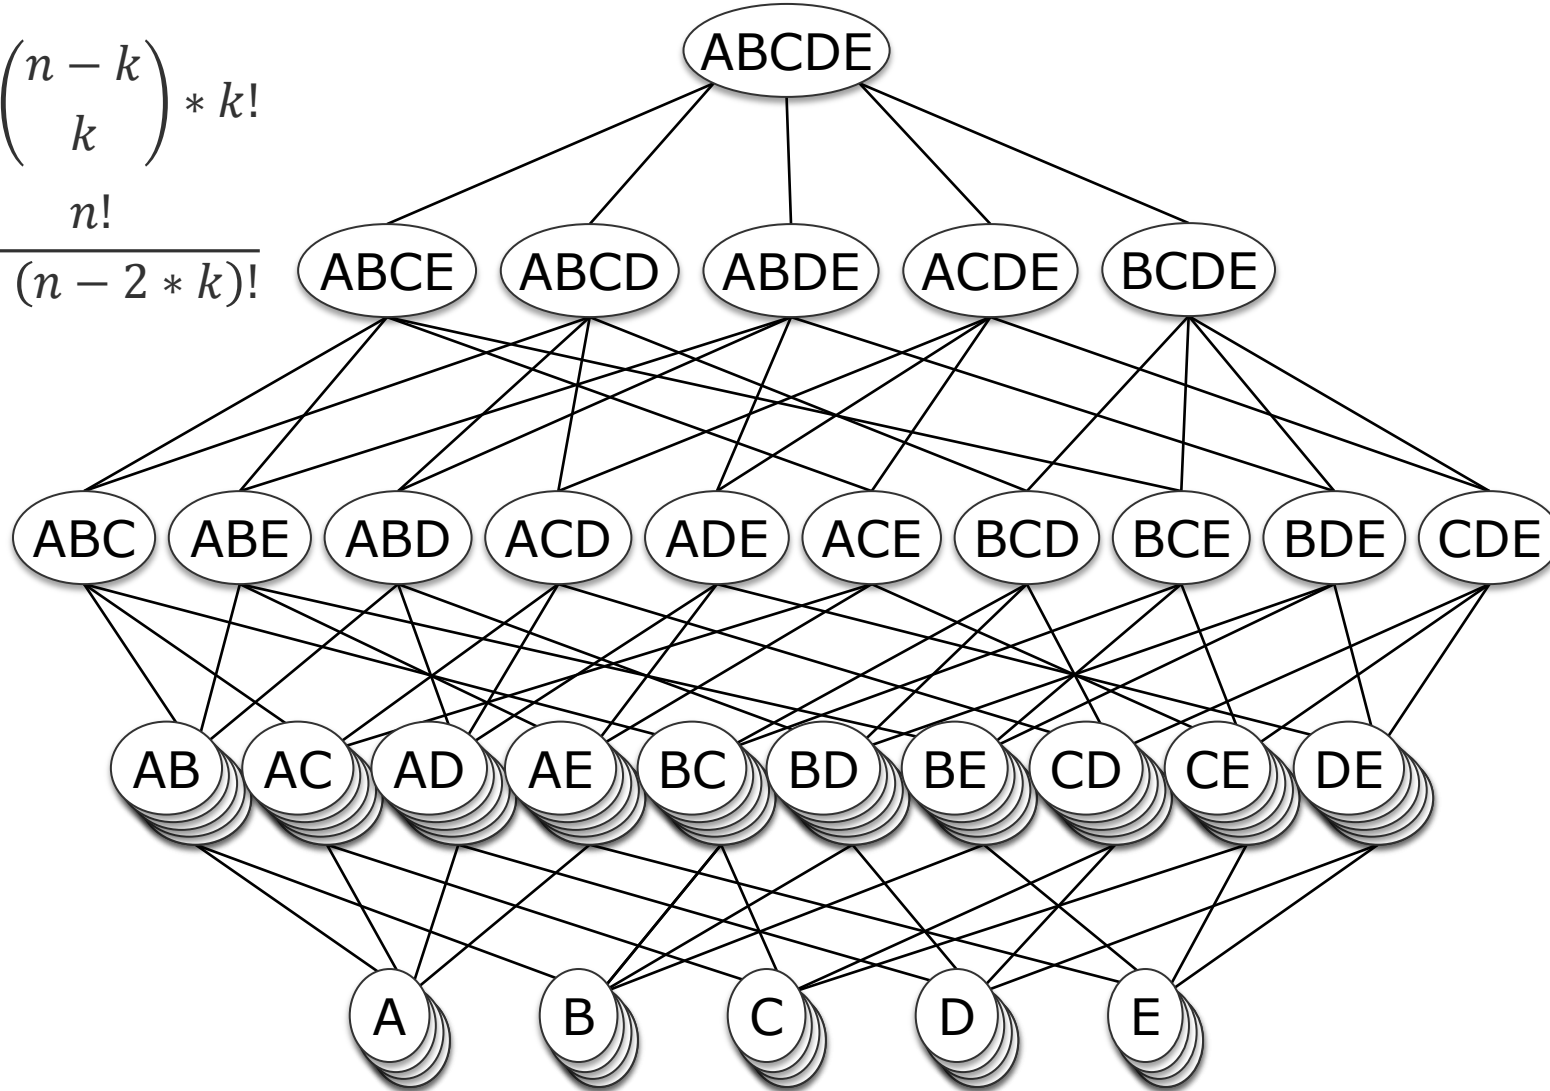 ABCDE
(n − k
k) ∗ k!
n!
(n − 2 ∗ k)!
ABCE ABCD ABDE ACDE BCDE
ABC ABE ABD ACD ADE ACE BCD BCE BDE CDE
AB AC AD AE BC BD BE CD CE DE
A B C D E